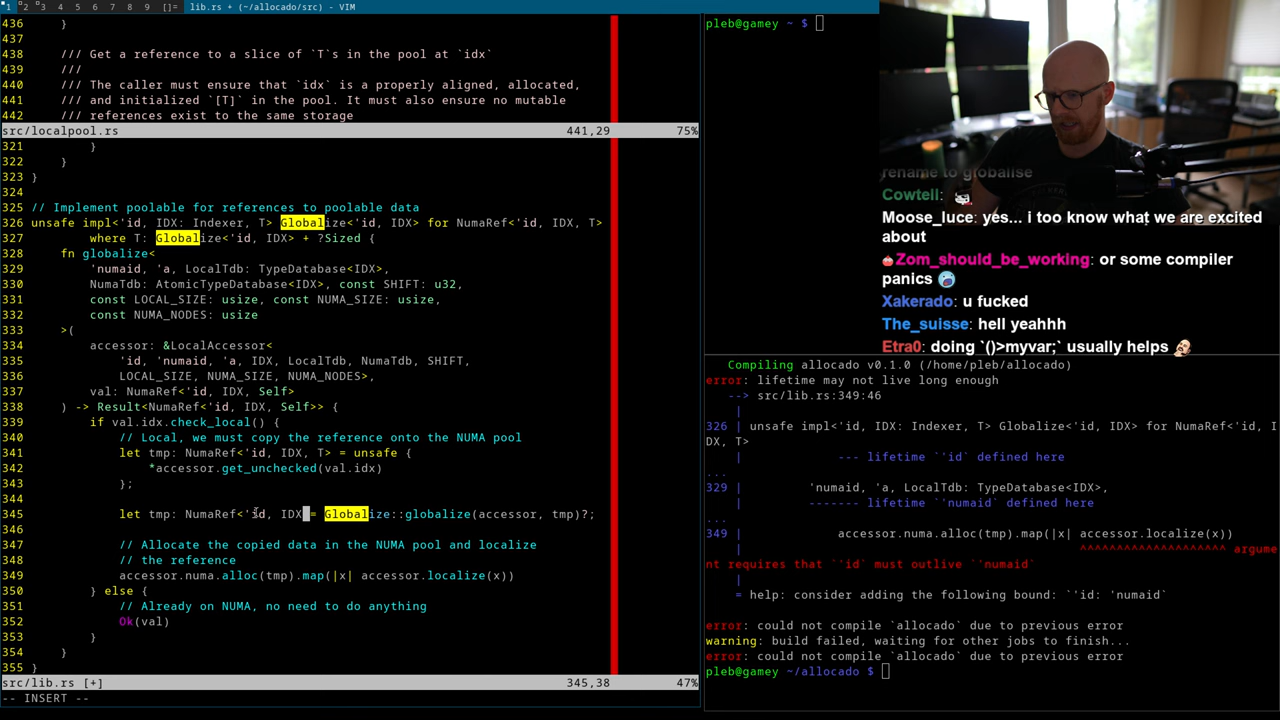 1 2 3 4 5 6 7 8 9 []= lib.rs + (~/allocado/src) - VIM
436     }
437
438     /// Get a reference to a slice of `T`s in the pool at `idx`
439     ///
440     /// The caller must ensure that `idx` is a properly aligned, allocated,
441     /// and initialized `[T]` in the pool. It must also ensure no mutable
442     /// references exist to the same storage
src/localpool.rs 441,29 75%
321         }
322     }
323 }
324
325 // Implement poolable for references to poolable data
326 unsafe impl<'id, IDX: Indexer, T> Globalize<'id, IDX> for NumaRef<'id, IDX, T>
327         where T: Globalize<'id, IDX> + ?Sized {
328     fn globalize<
329         'numaid, 'a, LocalTdb: TypeDatabase<IDX>,
330         NumaTdb: AtomicTypeDatabase<IDX>, const SHIFT: u32,
331         const LOCAL_SIZE: usize, const NUMA_SIZE: usize,
332         const NUMA_NODES: usize
333     >(
334         accessor: &LocalAccessor<
335             'id, 'numaid, 'a, IDX, LocalTdb, NumaTdb, SHIFT,
336             LOCAL_SIZE, NUMA_SIZE, NUMA_NODES>,
337         val: NumaRef<'id, IDX, Self>
338     ) -> Result<NumaRef<'id, IDX, Self>> {
339         if val.idx.check_local() {
340             // Local, we must copy the reference onto the NUMA pool
341             let tmp: NumaRef<'id, IDX, T> = unsafe {
342                 *accessor.get_unchecked(val.idx)
343             };
344
345             let tmp: NumaRef<'id, IDX = Globalize::globalize(accessor, tmp)?;
346
347             // Allocate the copied data in the NUMA pool and localize
348             // the reference
349             accessor.numa.alloc(tmp).map(|x| accessor.localize(x))
350         } else {
351             // Already on NUMA, no need to do anything
352             Ok(val)
353         }
354     }
355 }
src/lib.rs [+] 345,38 47%
-- INSERT --
pleb@gamey ~ $
rename to globalise
Cowtell:
Moose_luce: yes... i too know what we are excited
about
Zom_should_be_working: or some compiler
panics
Xakerado: u fucked
The_suisse: hell yeahhh
Etra0: doing `()>myvar;` usually helps
Compiling allocado v0.1.0 (/home/pleb/allocado)
error: lifetime may not live long enough
--> src/lib.rs:349:46
|
326 | unsafe impl<'id, IDX: Indexer, T> Globalize<'id, IDX> for NumaRef<'id, I
DX, T>
| --- lifetime `'id` defined here
...
329 | 'numaid, 'a, LocalTdb: TypeDatabase<IDX>,
| ------- lifetime `'numaid` defined here
...
349 | accessor.numa.alloc(tmp).map(|x| accessor.localize(x))
| ^^^^^^^^^^^^^^^^^^^^ argume
nt requires that `'id` must outlive `'numaid`
|
= help: consider adding the following bound: `'id: 'numaid`
error: could not compile `allocado` due to previous error
warning: build failed, waiting for other jobs to finish...
error: could not compile `allocado` due to previous error
pleb@gamey ~/allocado $